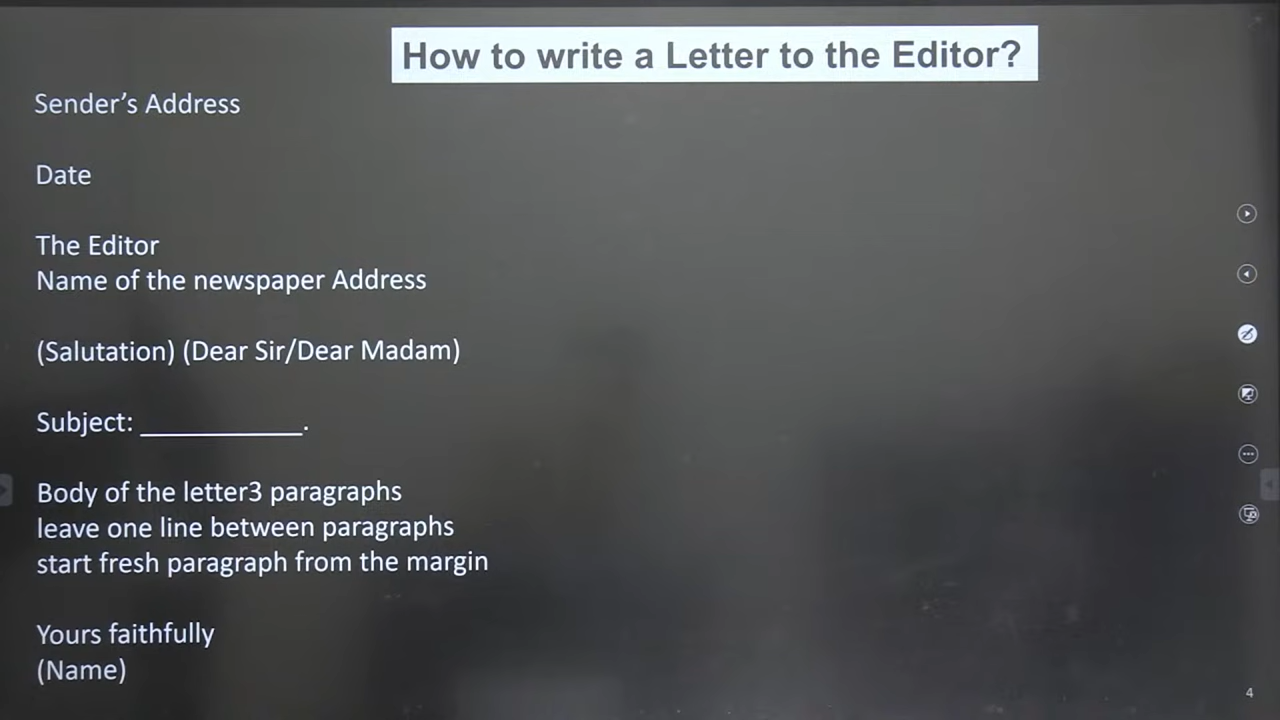 How to write a Letter to the Editor?
Sender's Address
Date
The Editor
Name of the newspaper Address
(Salutation) (Dear Sir/Dear Madam)
Subject: ___________.
Body of the letter3 paragraphs
leave one line between paragraphs
start fresh paragraph from the margin
Yours faithfully
(Name)
4